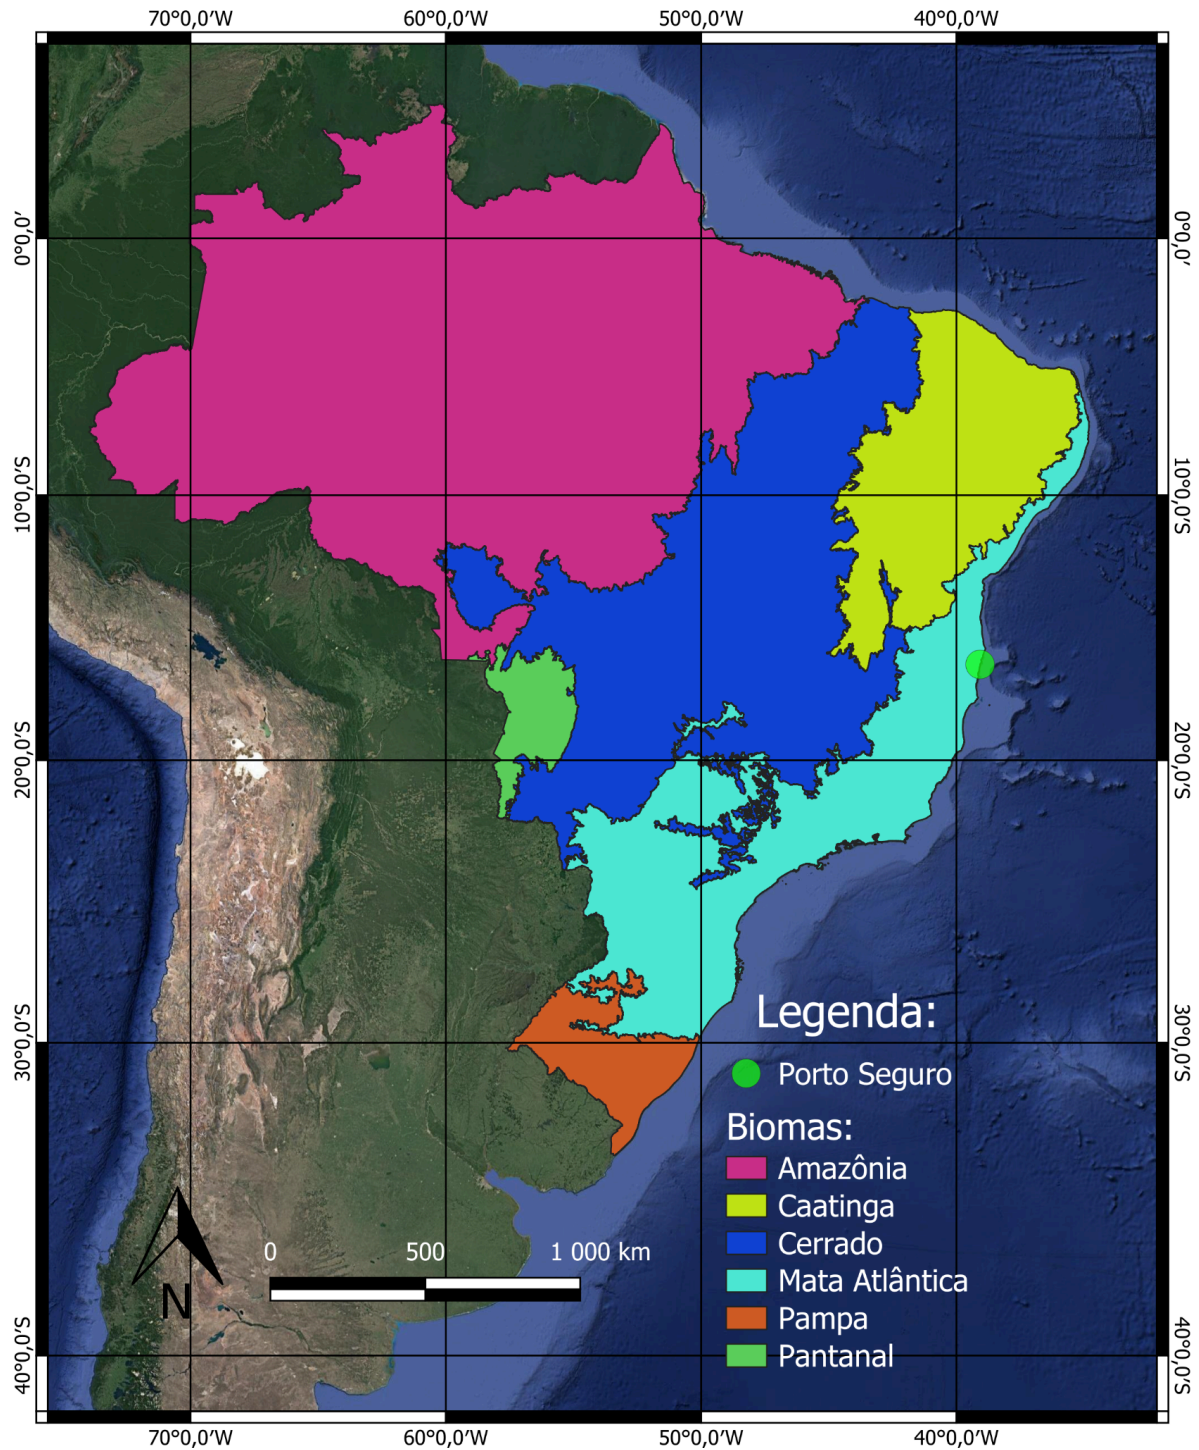 70°0,0'W 60°0,0'W 50°0,0'W 40°0,0'W
0°0,0' 0°0,0'
10°0,0'S 10°0,0'S
20°0,0'S 20°0,0'S
30°0,0'S 30°0,0'S
40°0,0'S 40°0,0'S
Legenda:
Porto Seguro
Biomas:
Amazônia
Caatinga
Cerrado
Mata Atlântica
Pampa
Pantanal
N
0 500 1 000 km
70°0,0'W 60°0,0'W 50°0,0'W 40°0,0'W